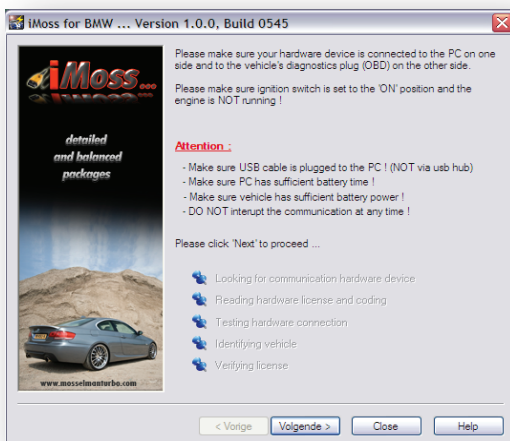 iMoss for BMW ... Version 1.0.0, Build 0545
iMoss...
detailed
and balanced
packages
www.mosselmanturbo.com
Please make sure your hardware device is connected to the PC on one
side and to the vehicle's diagnostics plug (OBD) on the other side.
Please make sure ignition switch is set to the 'ON' position and the
engine is NOT running !
Attention :
- Make sure USB cable is plugged to the PC ! (NOT via usb hub)
- Make sure PC has sufficient battery time !
- Make sure vehicle has sufficient battery power !
- DO NOT interupt the communication at any time !
Please click 'Next' to proceed ...
Looking for communication hardware device
Reading hardware license and coding
Testing hardware connection
Identifying vehicle
Verifying license
< Vorige
Volgende >
Close
Help